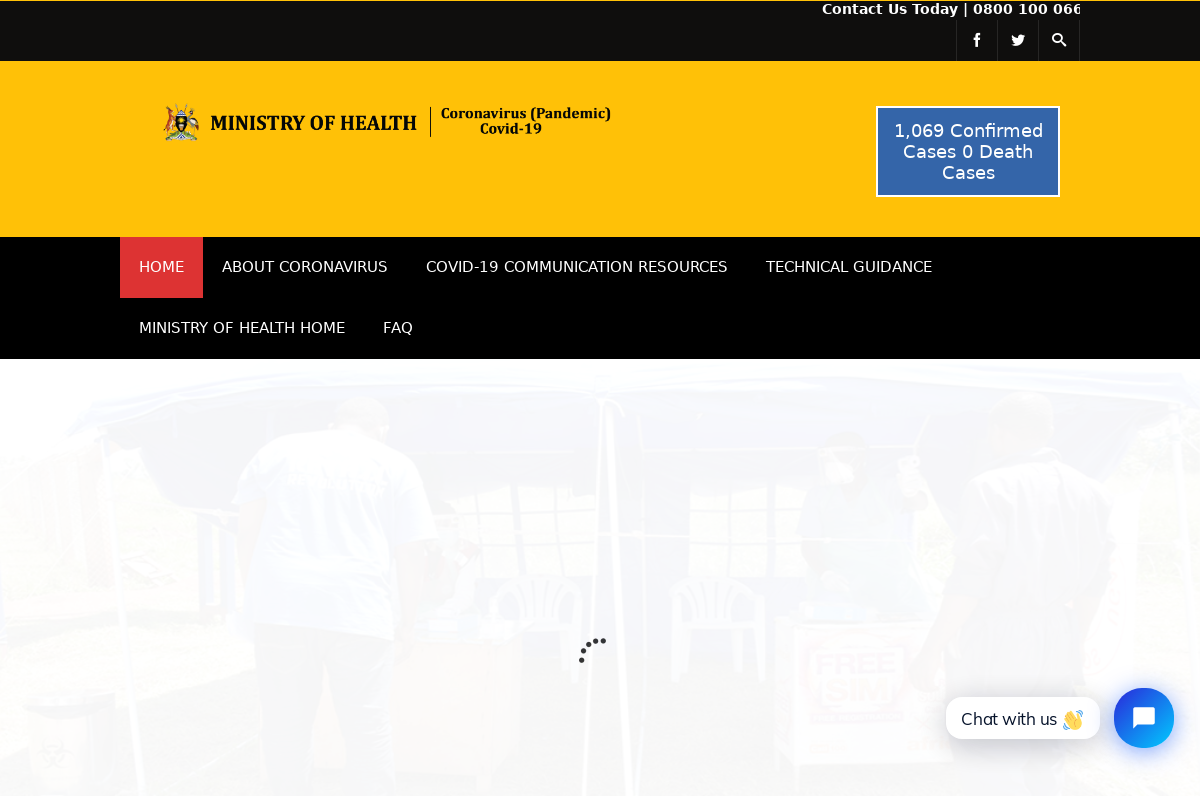 Contact Us Today | 0800 100 066
MINISTRY OF HEALTH
Coronavirus (Pandemic)
Covid-19
1,069 Confirmed
Cases 0 Death
Cases
HOME
ABOUT CORONAVIRUS
COVID-19 COMMUNICATION RESOURCES
TECHNICAL GUIDANCE
MINISTRY OF HEALTH HOME
FAQ
FREE
SIM
Chat with us 👋